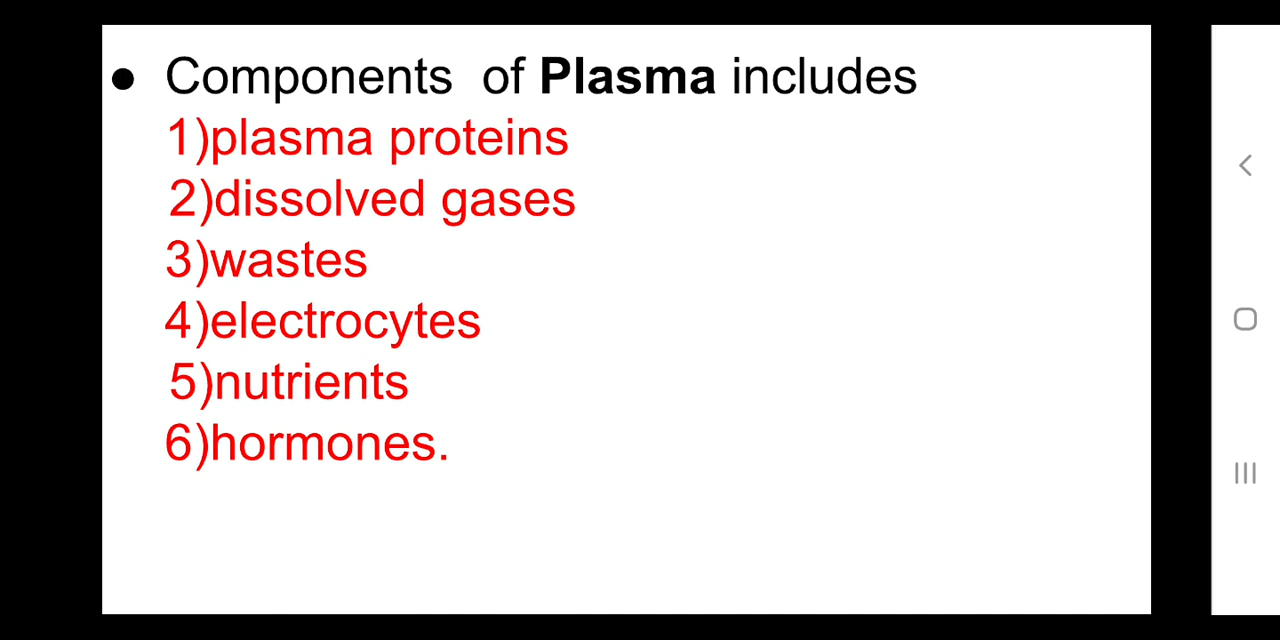 ● Components of Plasma includes
1)plasma proteins
2)dissolved gases
3)wastes
4)electrocytes
5)nutrients
6)hormones.